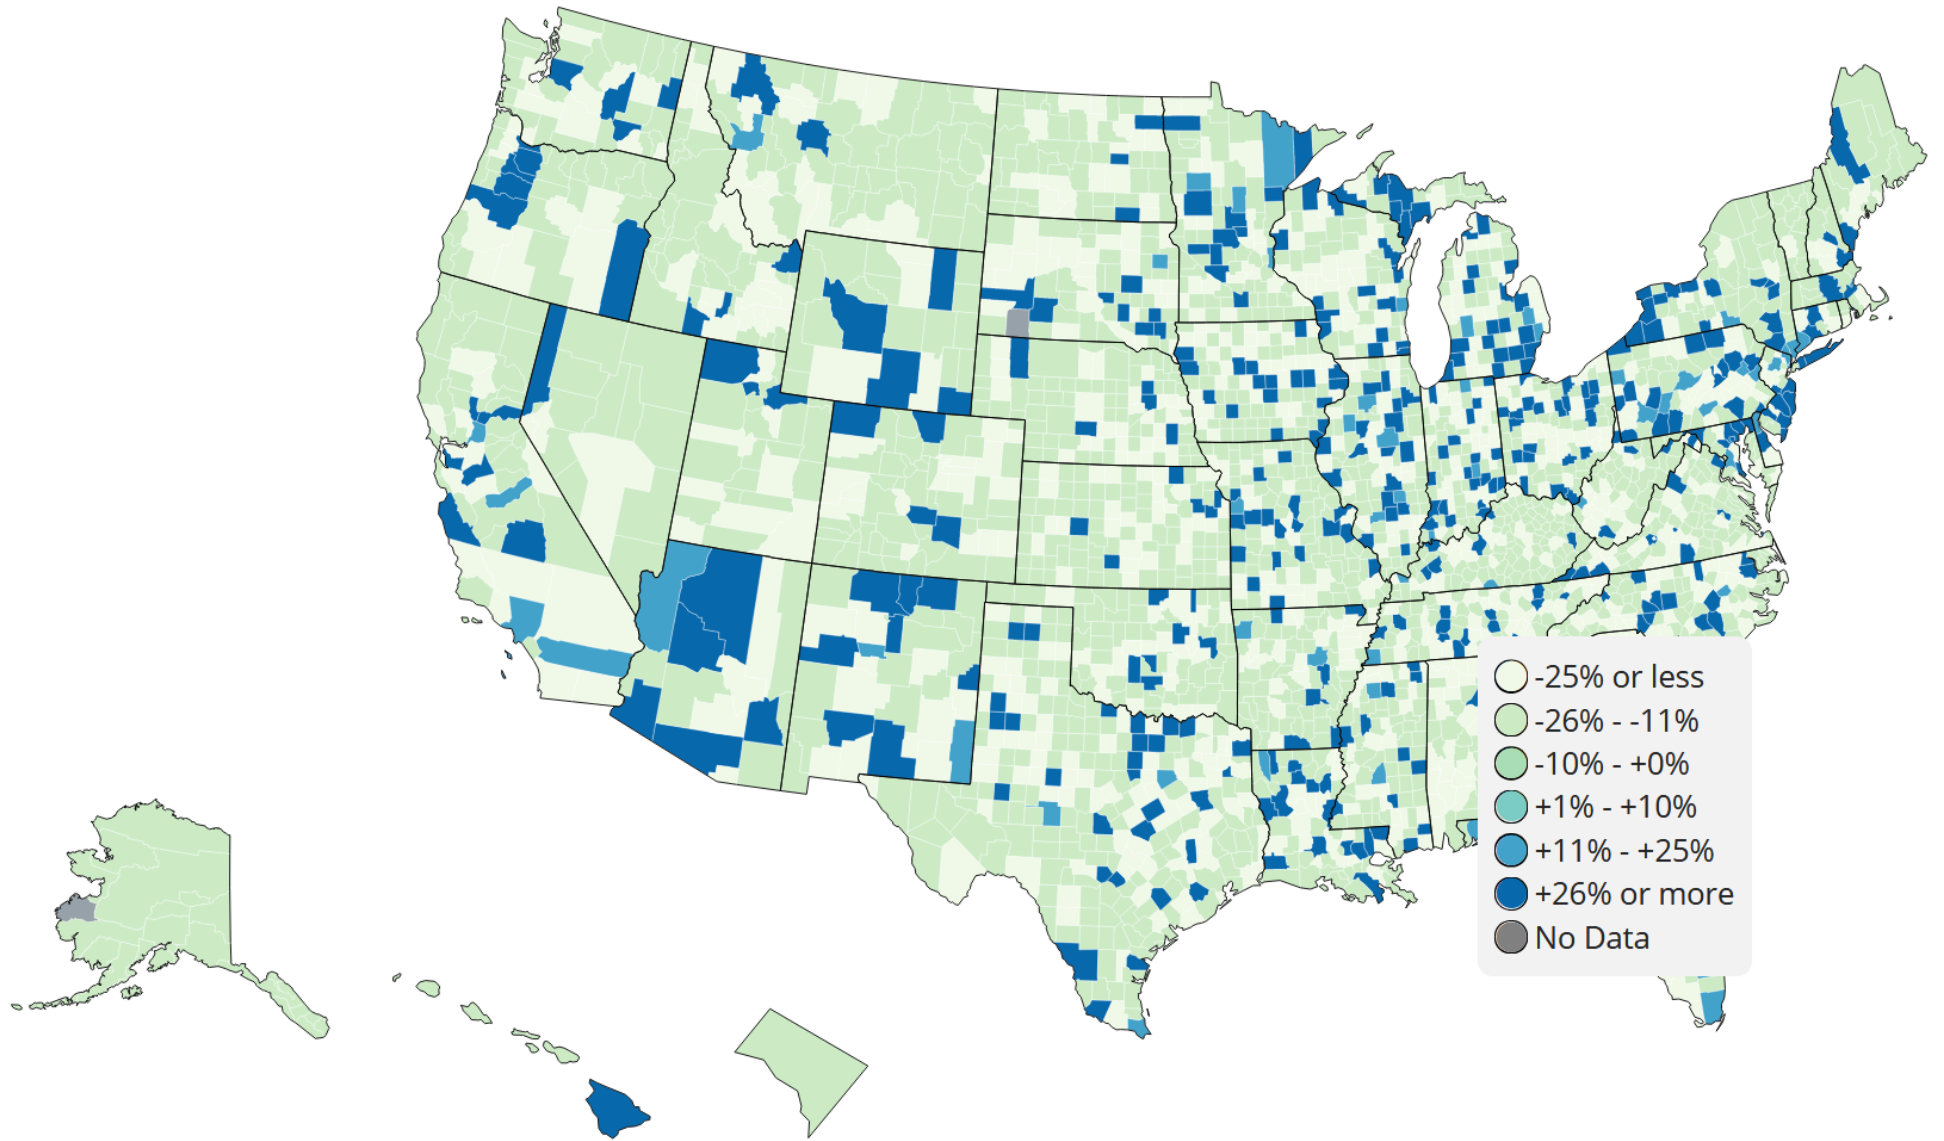 -25% or less
-26% - -11%
-10% - +0%
+1% - +10%
+11% - +25%
+26% or more
No Data